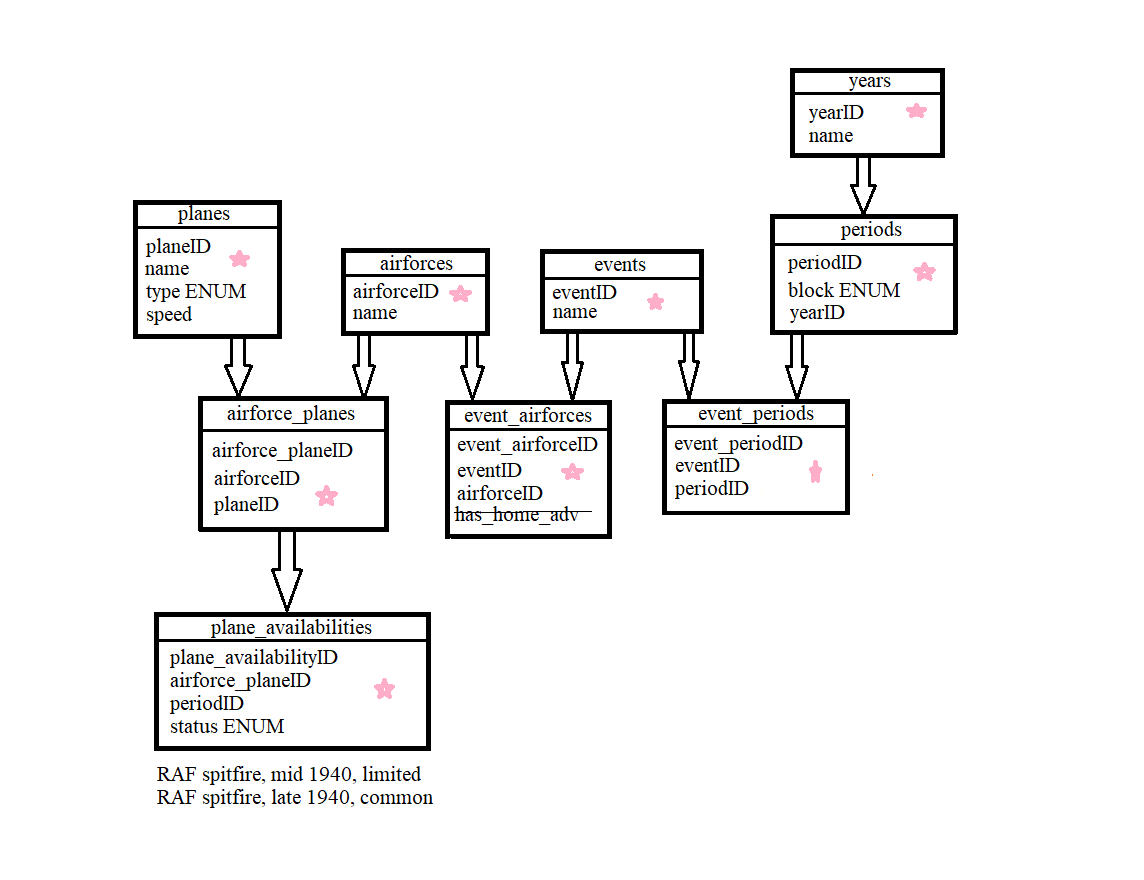 years
yearID
name
planes
planeID
name
type ENUM
speed
airforces
airforceID
name
events
eventID
name
periods
periodID
block ENUM
yearID
airforce_planes
airforce_planeID
airforceID
planeID
event_airforces
event_airforceID
eventID
airforceID
has_home_adv
event_periods
event_periodID
eventID
periodID
plane_availabilities
plane_availabilityID
airforce_planeID
periodID
status ENUM
RAF spitfire, mid 1940, limited
RAF spitfire, late 1940, common